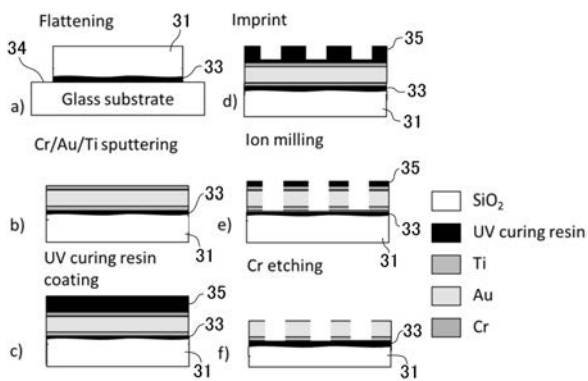 Flattening
31
34
33
Glass substrate
a)
Cr/Au/Ti sputtering
33
b)
31
UV curing resin
coating
35
33
c)
31
Imprint
35
33
d)
31
Ion milling
35
33
e)
31
Cr etching
33
f)
31
SiO₂
UV curing resin
Ti
Au
Cr